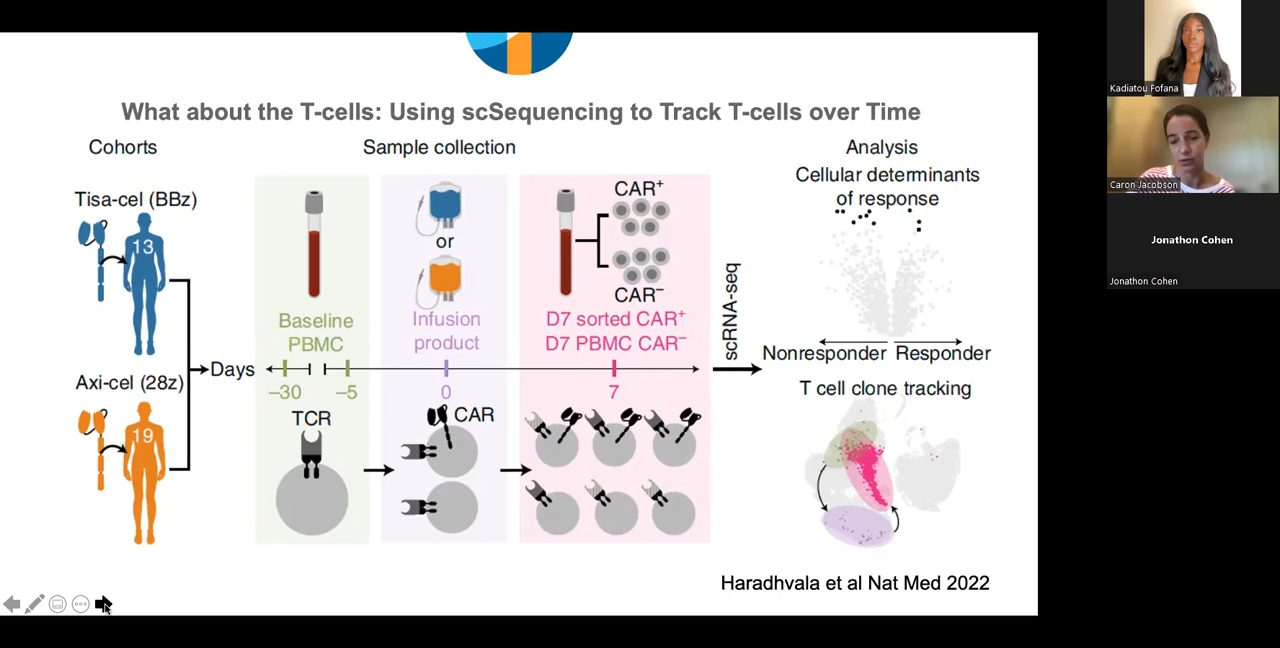 What about the T-cells: Using scSequencing to Track T-cells over Time
Cohorts
Sample collection
Analysis
Tisa-cel (BBz)
13
Axi-cel (28z)
19
Days
Baseline
PBMC
–30
–5
or
Infusion
product
0
CAR⁺
CAR⁻
D7 sorted CAR⁺
D7 PBMC CAR⁻
7
TCR
CAR
scRNA-seq
Cellular determinants
of response
Nonresponder
Responder
T cell clone tracking
Haradhvala et al Nat Med 2022
Kadiatou Fofana
Caron Jacobson
Jonathon Cohen
Jonathon Cohen